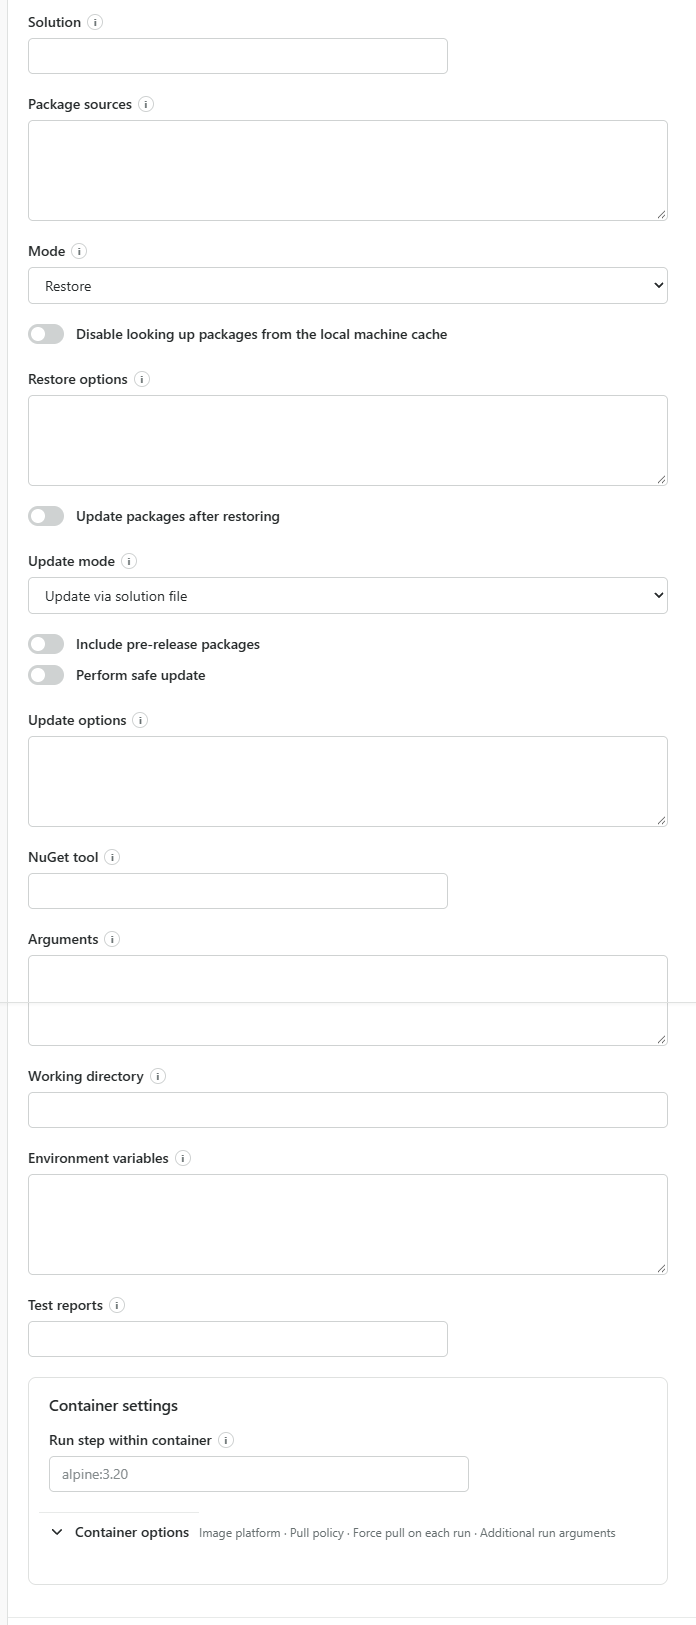 Solution
Package sources
Mode
Restore
Disable looking up packages from the local machine cache
Restore options
Update packages after restoring
Update mode
Update via solution file
Include pre-release packages
Perform safe update
Update options
NuGet tool
Arguments
Working directory
Environment variables
Test reports
Container settings
Run step within container
alpine:3.20
Container options Image platform · Pull policy · Force pull on each run · Additional run arguments